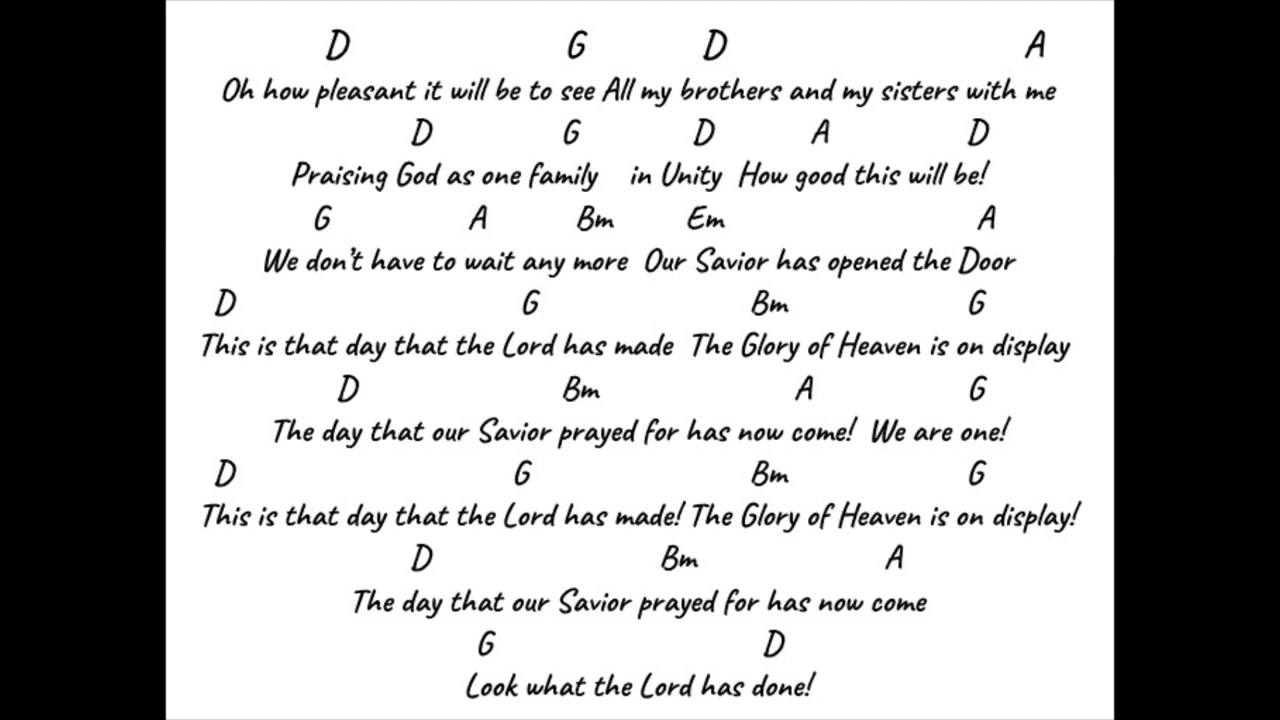 D G D A
Oh how pleasant it will be to see All my brothers and my sisters with me
D G D A D
Praising God as one family in Unity How good this will be!
G A Bm Em A
We don't have to wait any more Our Savior has opened the Door
D G Bm G
This is that day that the Lord has made The Glory of Heaven is on display
D Bm A G
The day that our Savior prayed for has now come! We are one!
D G Bm G
This is that day that the Lord has made! The Glory of Heaven is on display!
D Bm A
The day that our Savior prayed for has now come
G D
Look what the Lord has done!